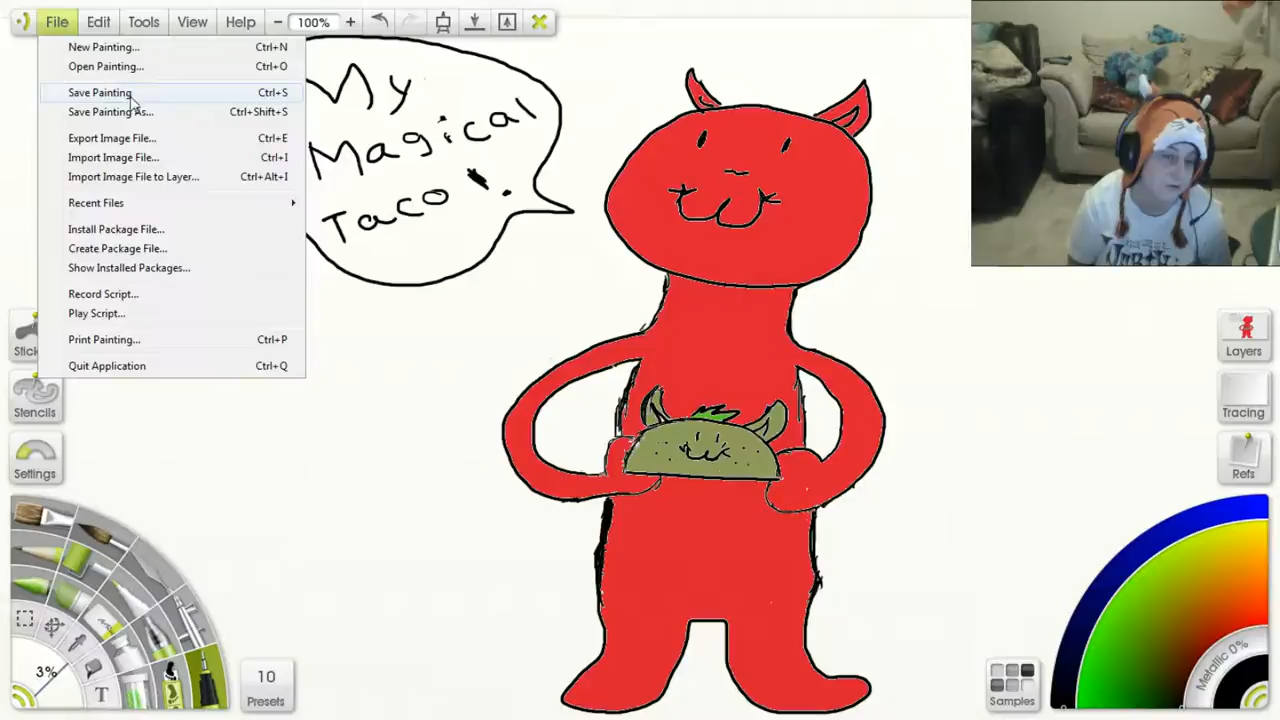 File Edit Tools View Help − 100% +
New Painting... Ctrl+N
Open Painting... Ctrl+O
Save Painting Ctrl+S
Save Painting As... Ctrl+Shift+S
Export Image File... Ctrl+E
Import Image File... Ctrl+I
Import Image File to Layer... Ctrl+Alt+I
Recent Files
Install Package File...
Create Package File...
Show Installed Packages...
Record Script...
Play Script...
Print Painting... Ctrl+P
Quit Application Ctrl+Q
My
Magical
Taco!.
Stencils
Settings
3%
T
10
Presets
Layers
Tracing
Refs
Metallic 0%
Samples